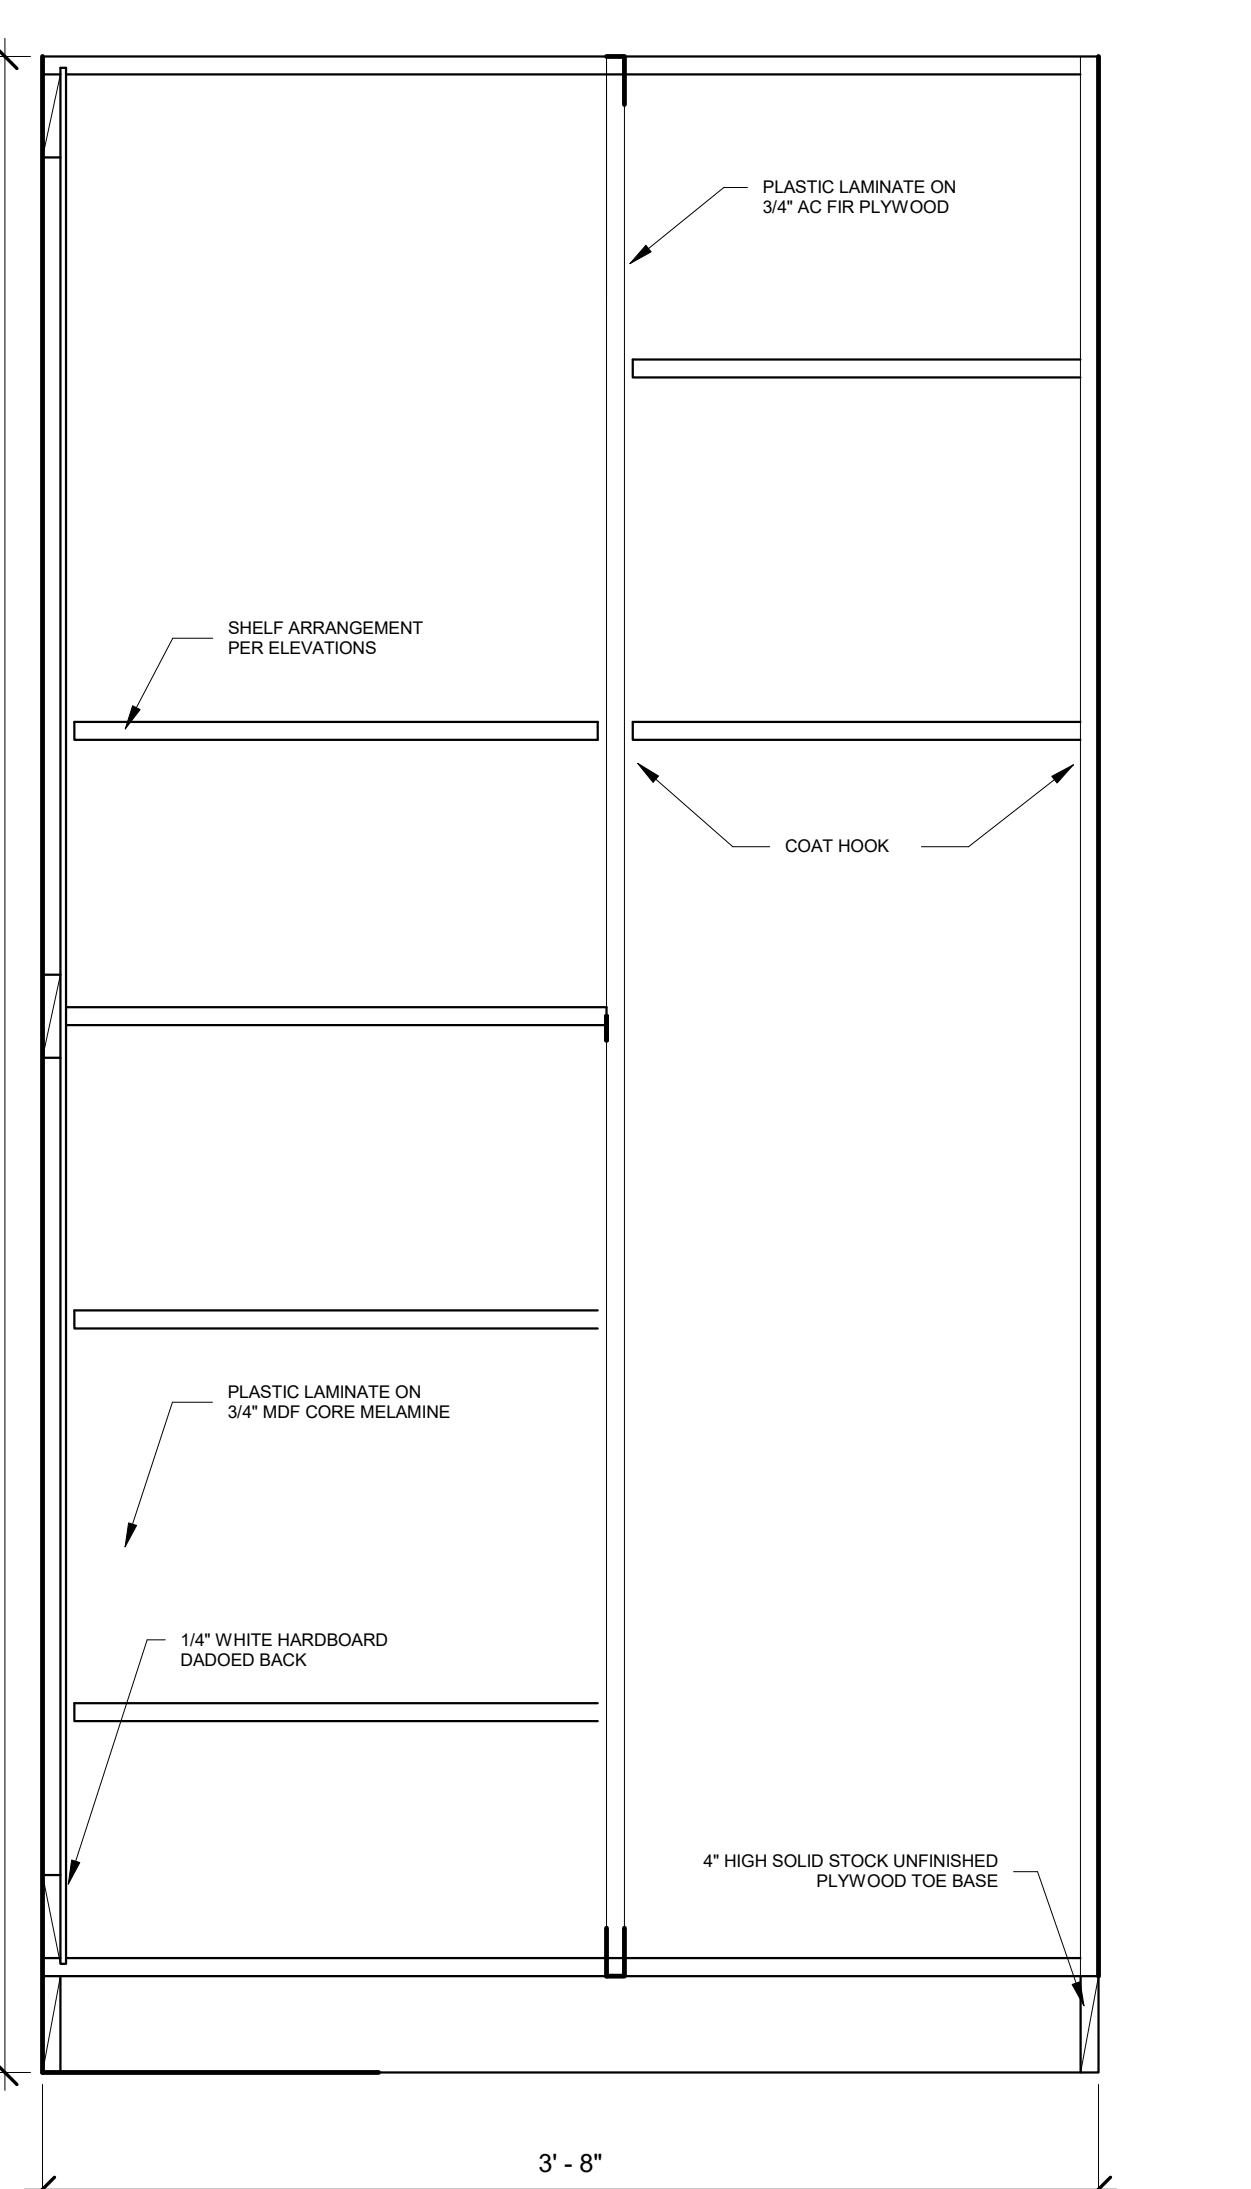 PLASTIC LAMINATE ON
3/4" AC FIR PLYWOOD
SHELF ARRANGEMENT
PER ELEVATIONS
COAT HOOK
PLASTIC LAMINATE ON
3/4" MDF CORE MELAMINE
1/4" WHITE HARDBOARD
DADOED BACK
4" HIGH SOLID STOCK UNFINISHED
PLYWOOD TOE BASE
3' - 8"